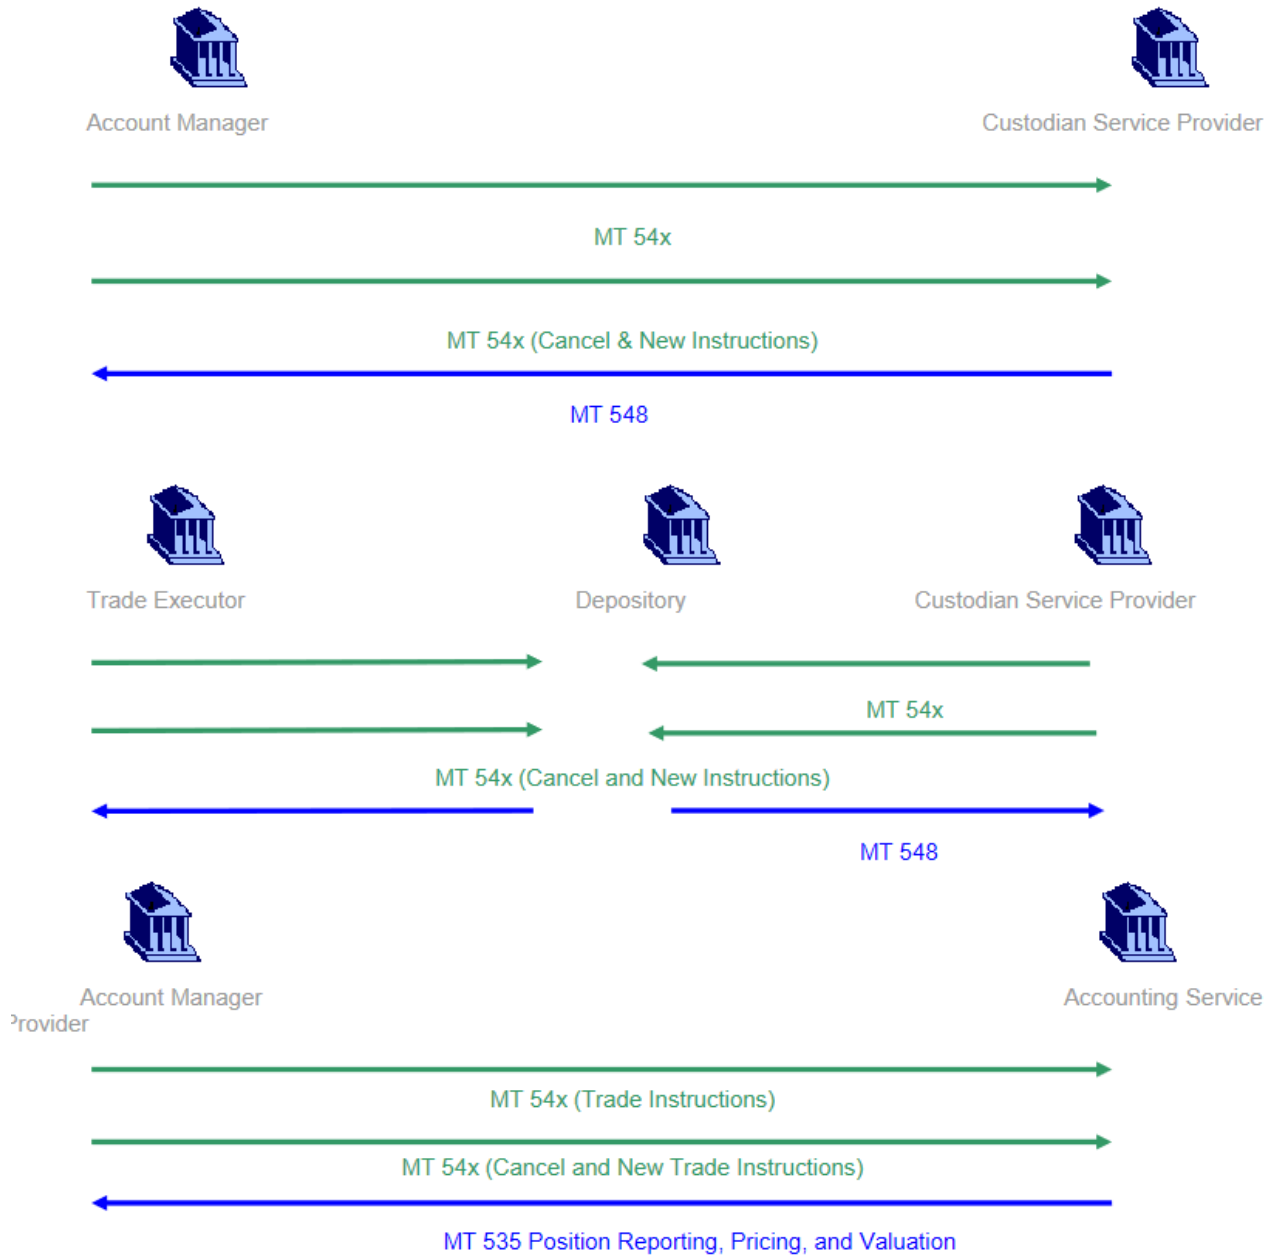 Account Manager Custodian Service Provider
MT 54x
MT 54x (Cancel & New Instructions)
MT 548
Trade Executor Depository Custodian Service Provider
MT 54x
MT 54x (Cancel and New Instructions)
MT 548
Account Manager Accounting Service
Provider
MT 54x (Trade Instructions)
MT 54x (Cancel and New Trade Instructions)
MT 535 Position Reporting, Pricing, and Valuation